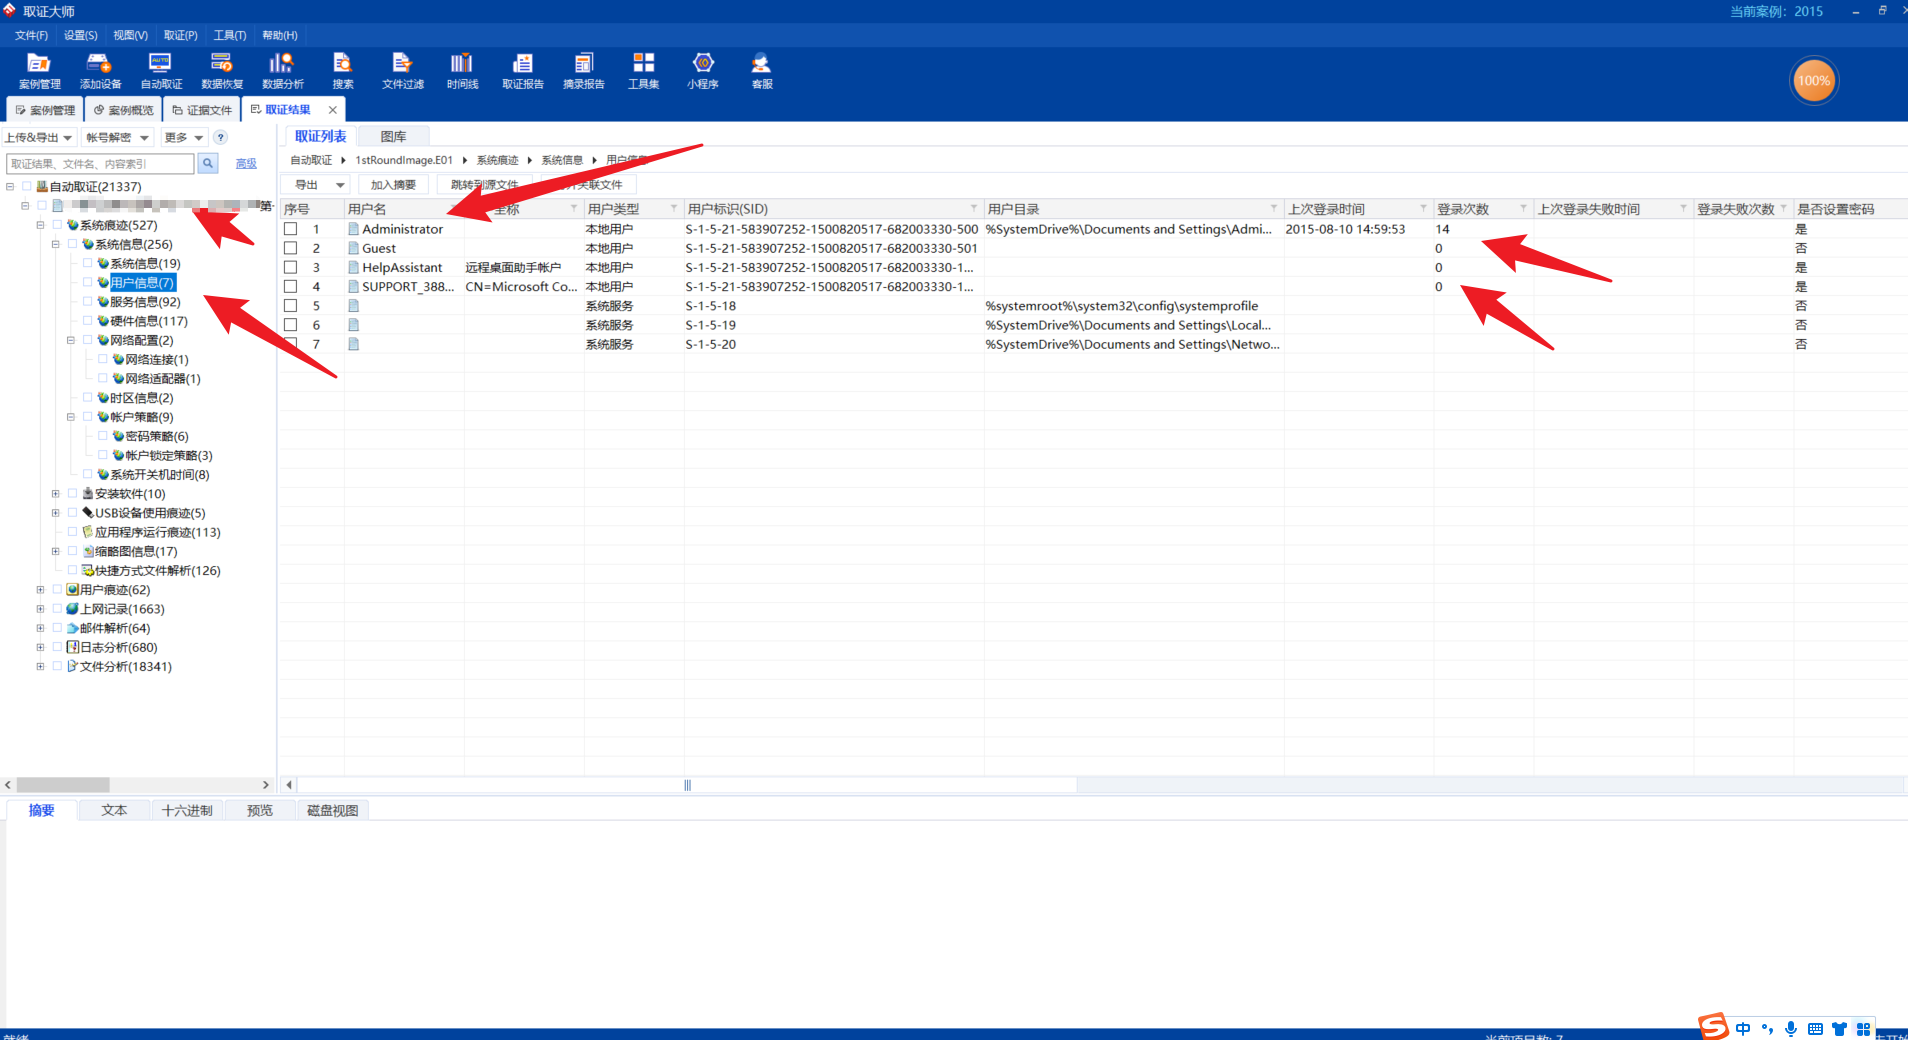 取证大师
当前案例：2015
文件(F) 设置(S) 视图(V) 取证(P) 工具(T) 帮助(H)
案例管理 添加设备 自动取证 数据恢复 数据分析 搜索 文件过滤 时间线 取证报告 摘录报告 工具集 小程序 客服
100%
案例管理 案例概览 证据文件 取证结果
上传&导出 帐号解密 更多 ?
取证结果、文件名、内容索引 高级
自动取证(21337)
第
系统痕迹(527)
系统信息(256)
系统信息(19)
用户信息(7)
服务信息(92)
硬件信息(117)
网络配置(2)
网络连接(1)
网络适配器(1)
时区信息(2)
帐户策略(9)
密码策略(6)
帐户锁定策略(3)
系统开关机时间(8)
安装软件(10)
USB设备使用痕迹(5)
应用程序运行痕迹(113)
缩略图信息(17)
快捷方式文件解析(126)
用户痕迹(62)
上网记录(1663)
邮件解析(64)
日志分析(680)
文件分析(18341)
取证列表 图库
自动取证 1stRoundImage.E01 系统痕迹 系统信息 用户信息
导出 加入摘要 跳转到源文件 关联文件
序号 用户名 全称 用户类型 用户标识(SID) 用户目录 上次登录时间 登录次数 上次登录失败时间 登录失败次数 是否设置密码
1 Administrator 本地用户 S-1-5-21-583907252-1500820517-682003330-500 %SystemDrive%\Documents and Settings\Admi... 2015-08-10 14:59:53 14 是
2 Guest 本地用户 S-1-5-21-583907252-1500820517-682003330-501 0 否
3 HelpAssistant 远程桌面助手帐户 本地用户 S-1-5-21-583907252-1500820517-682003330-1... 0 是
4 SUPPORT_388... CN=Microsoft Co... 本地用户 S-1-5-21-583907252-1500820517-682003330-1... 0 是
5 系统服务 S-1-5-18 %systemroot%\system32\config\systemprofile 否
6 系统服务 S-1-5-19 %SystemDrive%\Documents and Settings\Local... 否
7 系统服务 S-1-5-20 %SystemDrive%\Documents and Settings\Netwo... 否
摘要 文本 十六进制 预览 磁盘视图
就绪 当前项目数: 7
中